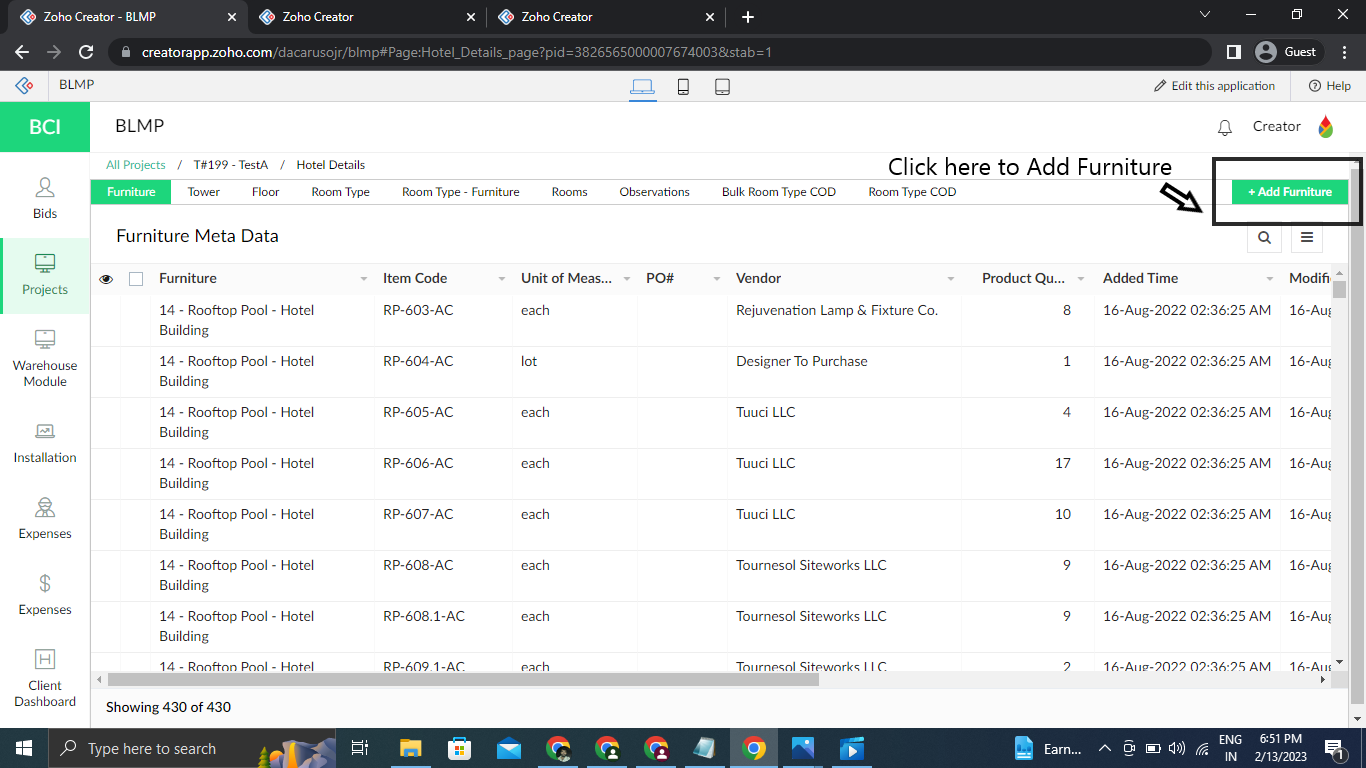 Zoho Creator - BLMP
Zoho Creator
Zoho Creator
creatorapp.zoho.com/dacarusojr/blmp#Page:Hotel_Details_page?pid=3826565000007674003&stab=1
Guest
BLMP
Edit this application
Help
BCI
BLMP
Creator
All Projects / T#199 - TestA / Hotel Details
Click here to Add Furniture
Furniture Tower Floor Room Type Room Type - Furniture Rooms Observations Bulk Room Type COD Room Type COD
+ Add Furniture
Bids
Projects
Warehouse
Module
Installation
Expenses
Expenses
Client
Dashboard
Furniture Meta Data
Furniture Item Code Unit of Meas... PO# Vendor Product Qu... Added Time Modifi
14 - Rooftop Pool - Hotel RP-603-AC each Rejuvenation Lamp & Fixture Co. 8 16-Aug-2022 02:36:25 AM 16-Aug
Building
14 - Rooftop Pool - Hotel RP-604-AC lot Designer To Purchase 1 16-Aug-2022 02:36:25 AM 16-Aug
Building
14 - Rooftop Pool - Hotel RP-605-AC each Tuuci LLC 4 16-Aug-2022 02:36:25 AM 16-Aug
Building
14 - Rooftop Pool - Hotel RP-606-AC each Tuuci LLC 17 16-Aug-2022 02:36:25 AM 16-Aug
Building
14 - Rooftop Pool - Hotel RP-607-AC each Tuuci LLC 10 16-Aug-2022 02:36:25 AM 16-Aug
Building
14 - Rooftop Pool - Hotel RP-608-AC each Tournesol Siteworks LLC 9 16-Aug-2022 02:36:25 AM 16-Aug
Building
14 - Rooftop Pool - Hotel RP-608.1-AC each Tournesol Siteworks LLC 9 16-Aug-2022 02:36:25 AM 16-Aug
Building
14 - Rooftop Pool - Hotel RP-609.1-AC each Tournesol Siteworks LLC 2 16-Aug-2022 02:36:25 AM 16-Aug
Showing 430 of 430
Type here to search
Earn...
ENG
IN
6:51 PM
2/13/2023
1